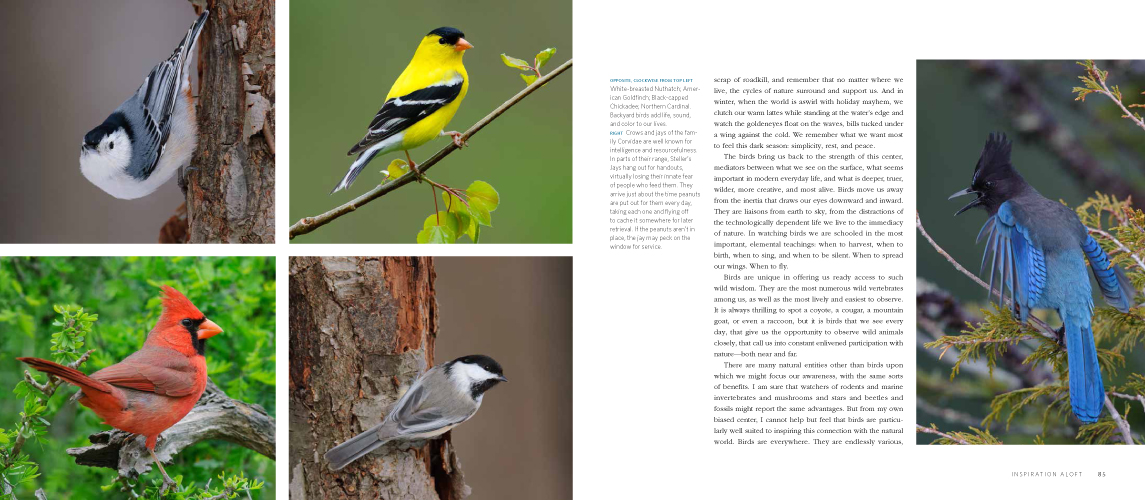 OPPOSITE, CLOCKWISE FROM TOP LEFT
White-breasted Nuthatch; Amer-
ican Goldfinch; Black-capped
Chickadee; Northern Cardinal.
Backyard birds add life, sound,
and color to our lives.
RIGHT Crows and jays of the fam-
ily Corvidae are well known for
intelligence and resourcefulness.
In parts of their range, Steller's
Jays hang out for handouts,
virtually losing their innate fear
of people who feed them. They
arrive just about the time peanuts
are put out for them every day,
taking each one and flying off
to cache it somewhere for later
retrieval. If the peanuts aren't in
place, the jay may peck on the
window for service.
scrap of roadkill, and remember that no matter where we
live, the cycles of nature surround and support us. And in
winter, when the world is aswirl with holiday mayhem, we
clutch our warm lattes while standing at the water's edge and
watch the goldeneyes float on the waves, bills tucked under
a wing against the cold. We remember what we want most
to feel this dark season: simplicity, rest, and peace.
The birds bring us back to the strength of this center,
mediators between what we see on the surface, what seems
important in modern everyday life, and what is deeper, truer,
wilder, more creative, and most alive. Birds move us away
from the inertia that draws our eyes downward and inward.
They are liaisons from earth to sky, from the distractions of
the technologically dependent life we live to the immediacy
of nature. In watching birds we are schooled in the most
important, elemental teachings: when to harvest, when to
birth, when to sing, and when to be silent. When to spread
our wings. When to fly.
Birds are unique in offering us ready access to such
wild wisdom. They are the most numerous wild vertebrates
among us, as well as the most lively and easiest to observe.
It is always thrilling to spot a coyote, a cougar, a mountain
goat, or even a raccoon, but it is birds that we see every
day, that give us the opportunity to observe wild animals
closely, that call us into constant enlivened participation with
nature—both near and far.
There are many natural entities other than birds upon
which we might focus our awareness, with the same sorts
of benefits. I am sure that watchers of rodents and marine
invertebrates and mushrooms and stars and beetles and
fossils might report the same advantages. But from my own
biased center, I cannot help but feel that birds are particu-
larly well suited to inspiring this connection with the natural
world. Birds are everywhere. They are endlessly various,
INSPIRATION ALOFT 85